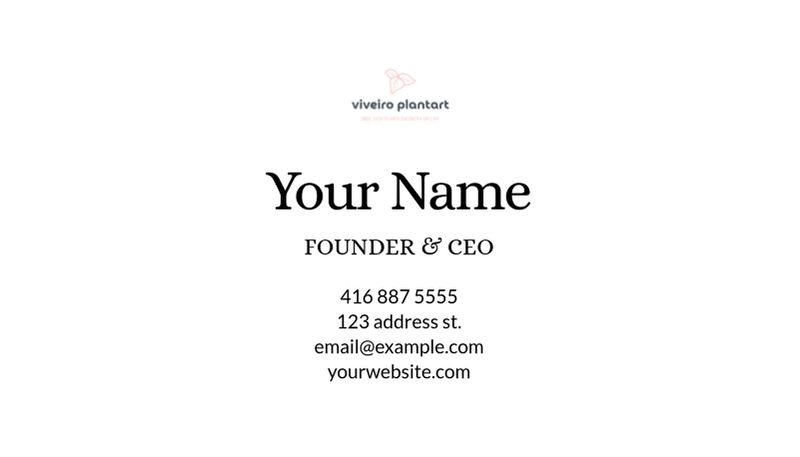 viveiro plantart
Your Name
FOUNDER & CEO
416 887 5555
123 address st.
email@example.com
yourwebsite.com